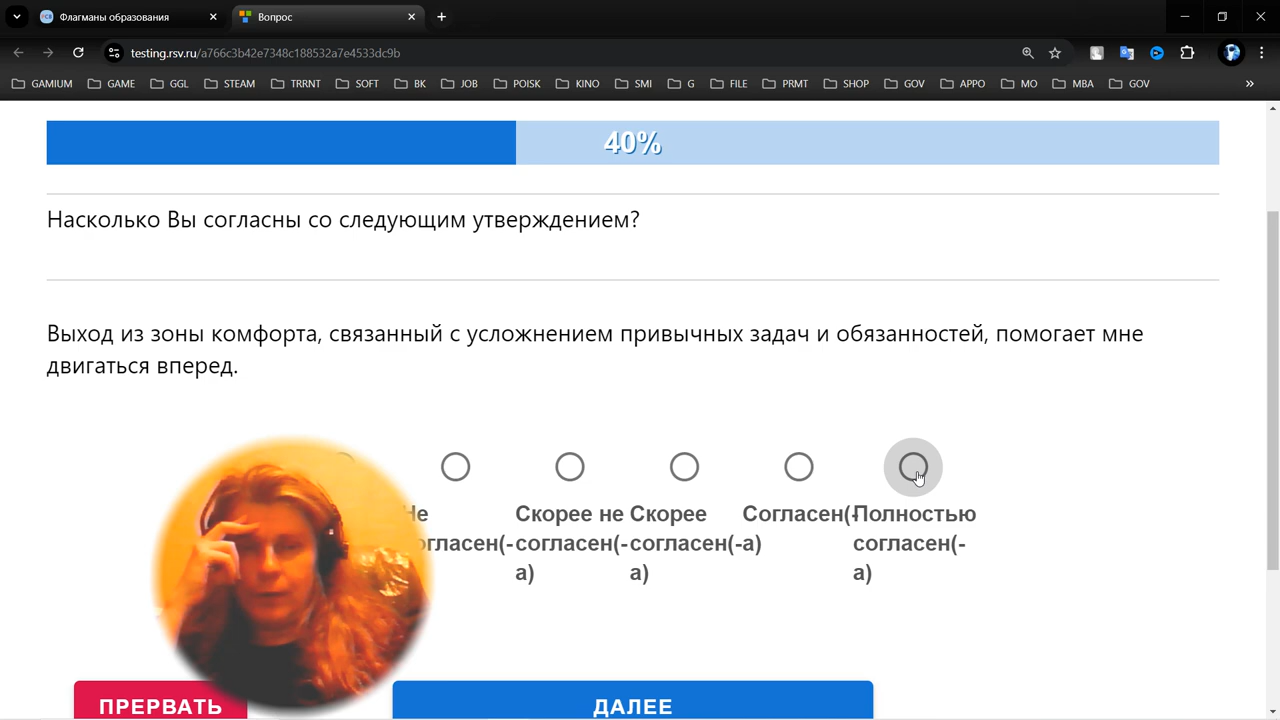 Флагманы образования
Вопрос
testing.rsv.ru/a766c3b42e7348c188532a7e4533dc9b
GAMIUM GAME GGL STEAM TRRNT SOFT BK JOB POISK KINO SMI G FILE PRMT SHOP GOV APPO MO MBA GOV
40%
Насколько Вы согласны со следующим утверждением?
Выход из зоны комфорта, связанный с усложнением привычных задач и обязанностей, помогает мне
двигаться вперед.
Не Скорее не Скорее Согласен(- Полностью
огласен(- согласен(- согласен(-а) согласен(-
а) а) а)
ПРЕРВАТЬ ДАЛЕЕ